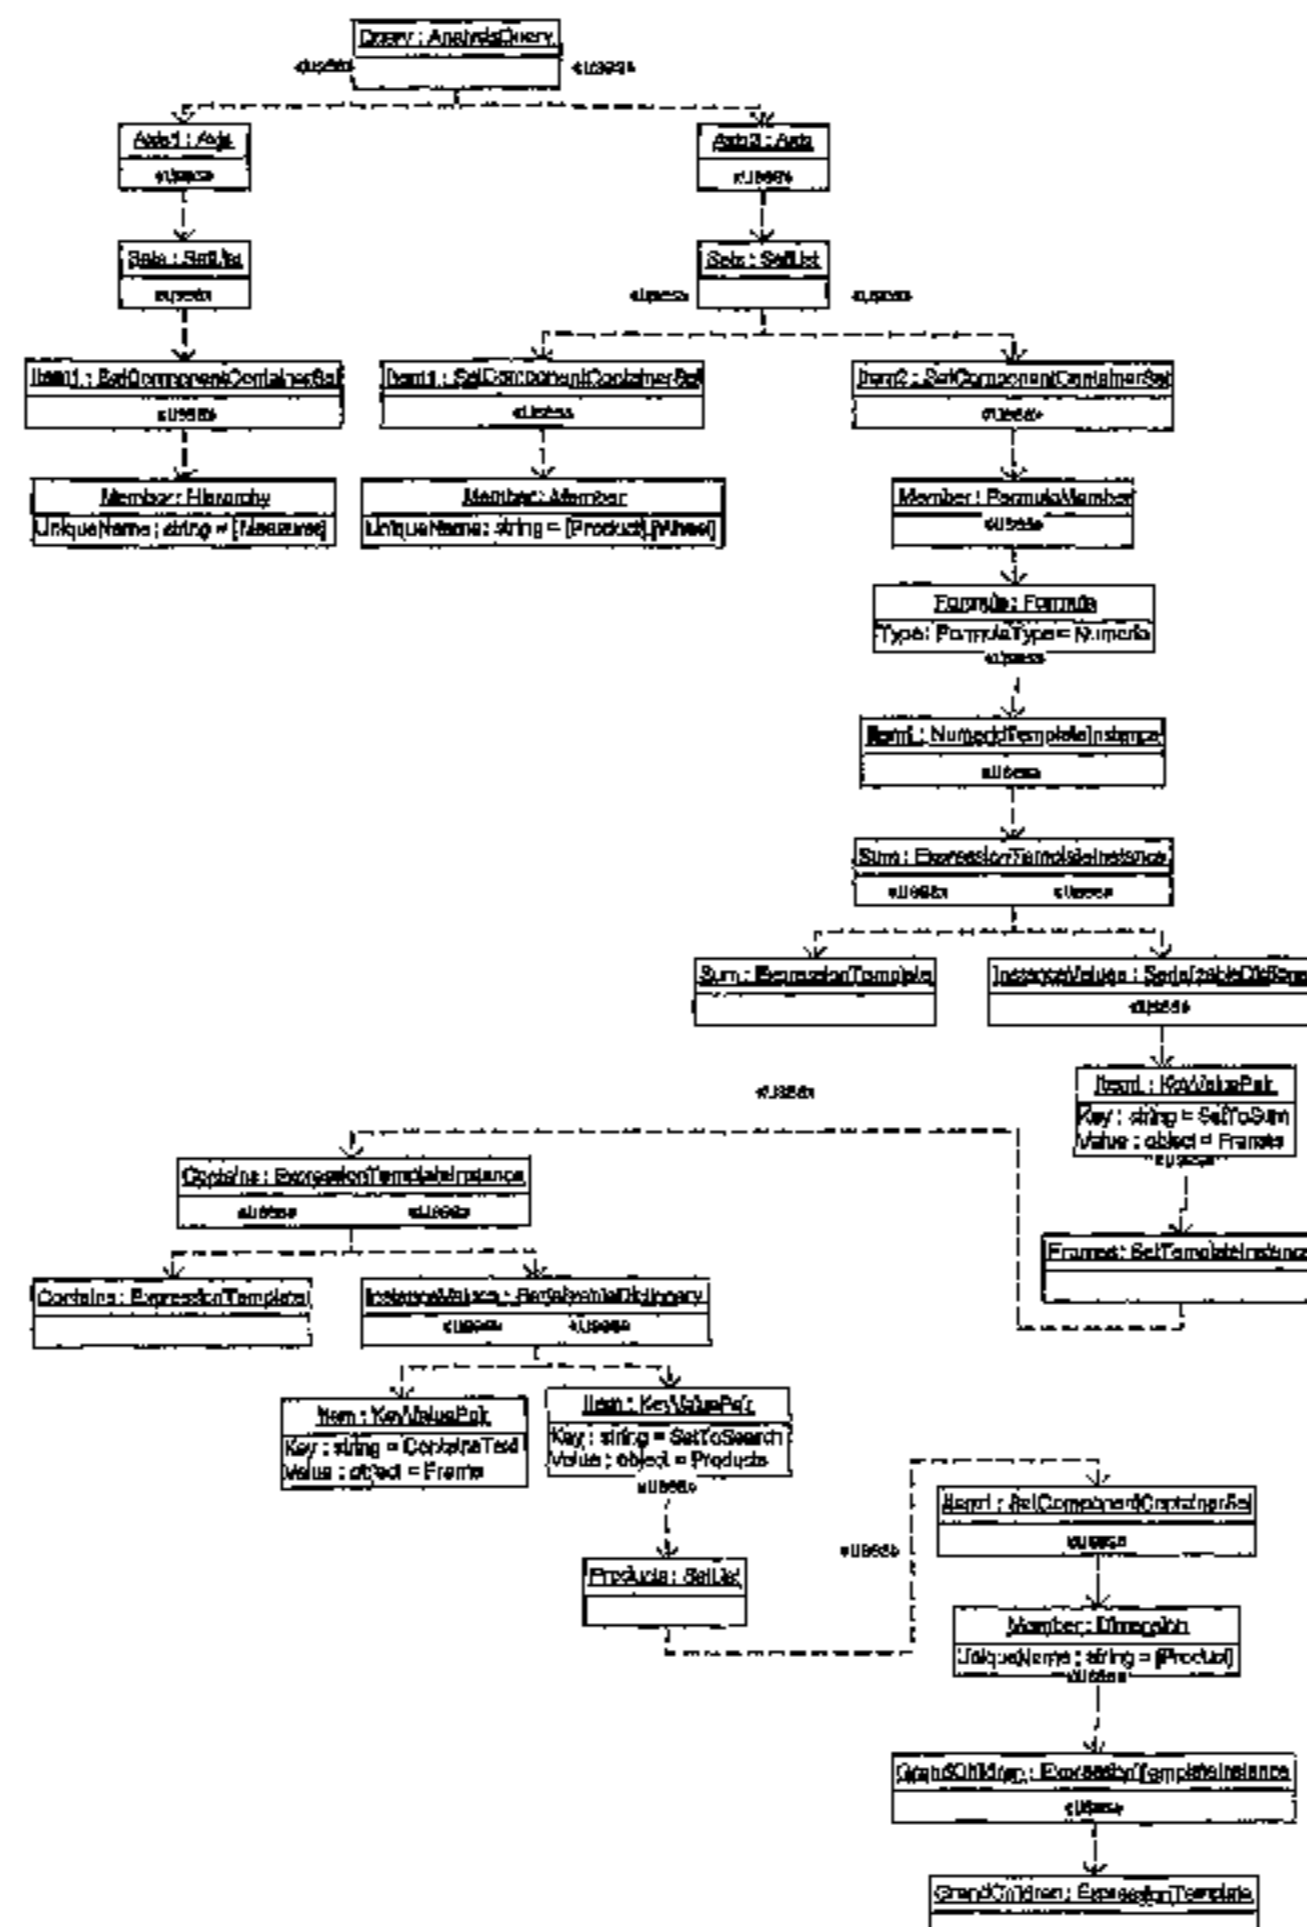 Query : AnalysisQuery
«uses» «uses»
Axis1 : Axis
«uses»
Axis2 : Axis
«uses»
Sets : SetList
«uses»
Sets : SetList
«uses» «uses»
Item1 : SetComponentContainerSet
«uses»
Item1 : SetComponentContainerSet
«uses»
Item2 : SetComponentContainerSet
«uses»
Member : Hierarchy
UniqueName : string = [Measures]
Member : Member
UniqueName : string = [Product].[Wheel]
Member : FormulaMember
«uses»
Formula : Formula
Type : FormulaType = Numeric
«uses»
Item1 : NumericTemplateInstance
«uses»
Sum : ExpressionTemplateInstance
«uses» «uses»
Sum : ExpressionTemplate
InstanceValues :
«uses»
Item1 : KeyValuePair
Key : string = SetToSum
Value : object = Frames
«uses»
«uses»
Contains : ExpressionTemplateInstance
«uses» «uses»
Frames : SetTemplateInstance
Contains : ExpressionTemplate
InstanceValues : SerializableDictionary
«uses» «uses»
Item : KeyValuePair
Key : string = ContainsText
Value : object = Frame
Item : KeyValuePair
Key : string = SetToSearch
Value : object = Products
«uses»
Products : SetList
«uses»
Item1 : SetComponentContainerSet
«uses»
Member : Dimension
UniqueName : string = [Product]
«uses»
GrandChildren : ExpressionTemplateInstance
«uses»
GrandChildren : ExpressionTemplate